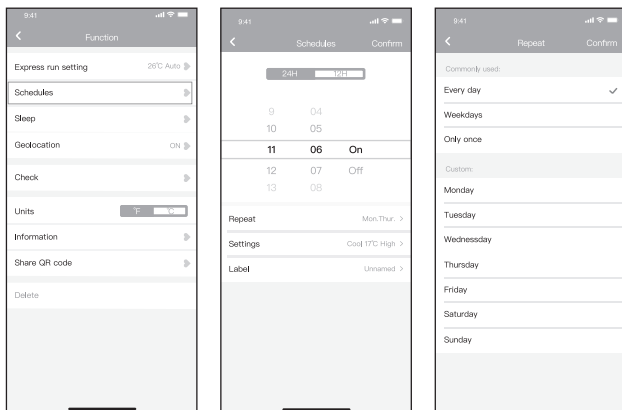 9:41
Function
Express run setting 26°C Auto
Schedules
Sleep
Geolocation ON
Check
Units °F °C
Information
Share QR code
Delete
9:41
Schedules Confirm
24H 12H
9 04
10 05
11 06 On
12 07 Off
13 08
Repeat Mon.Thur. >
Settings Cool 17°C High >
Label Unnamed >
9:41
Repeat Confirm
Commonly used:
Every day
Weekdays
Only once
Custom:
Monday
Tuesday
Wednessday
Thursday
Friday
Saturday
Sunday